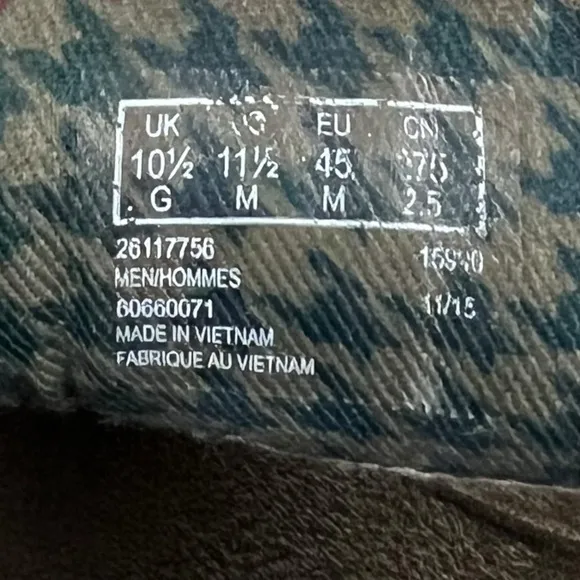 UK EU CN
10½ 11½ 45 275
G M M 2.5
26117756
MEN/HOMMES
60660071 11/15
MADE IN VIETNAM
FABRIQUE AU VIETNAM